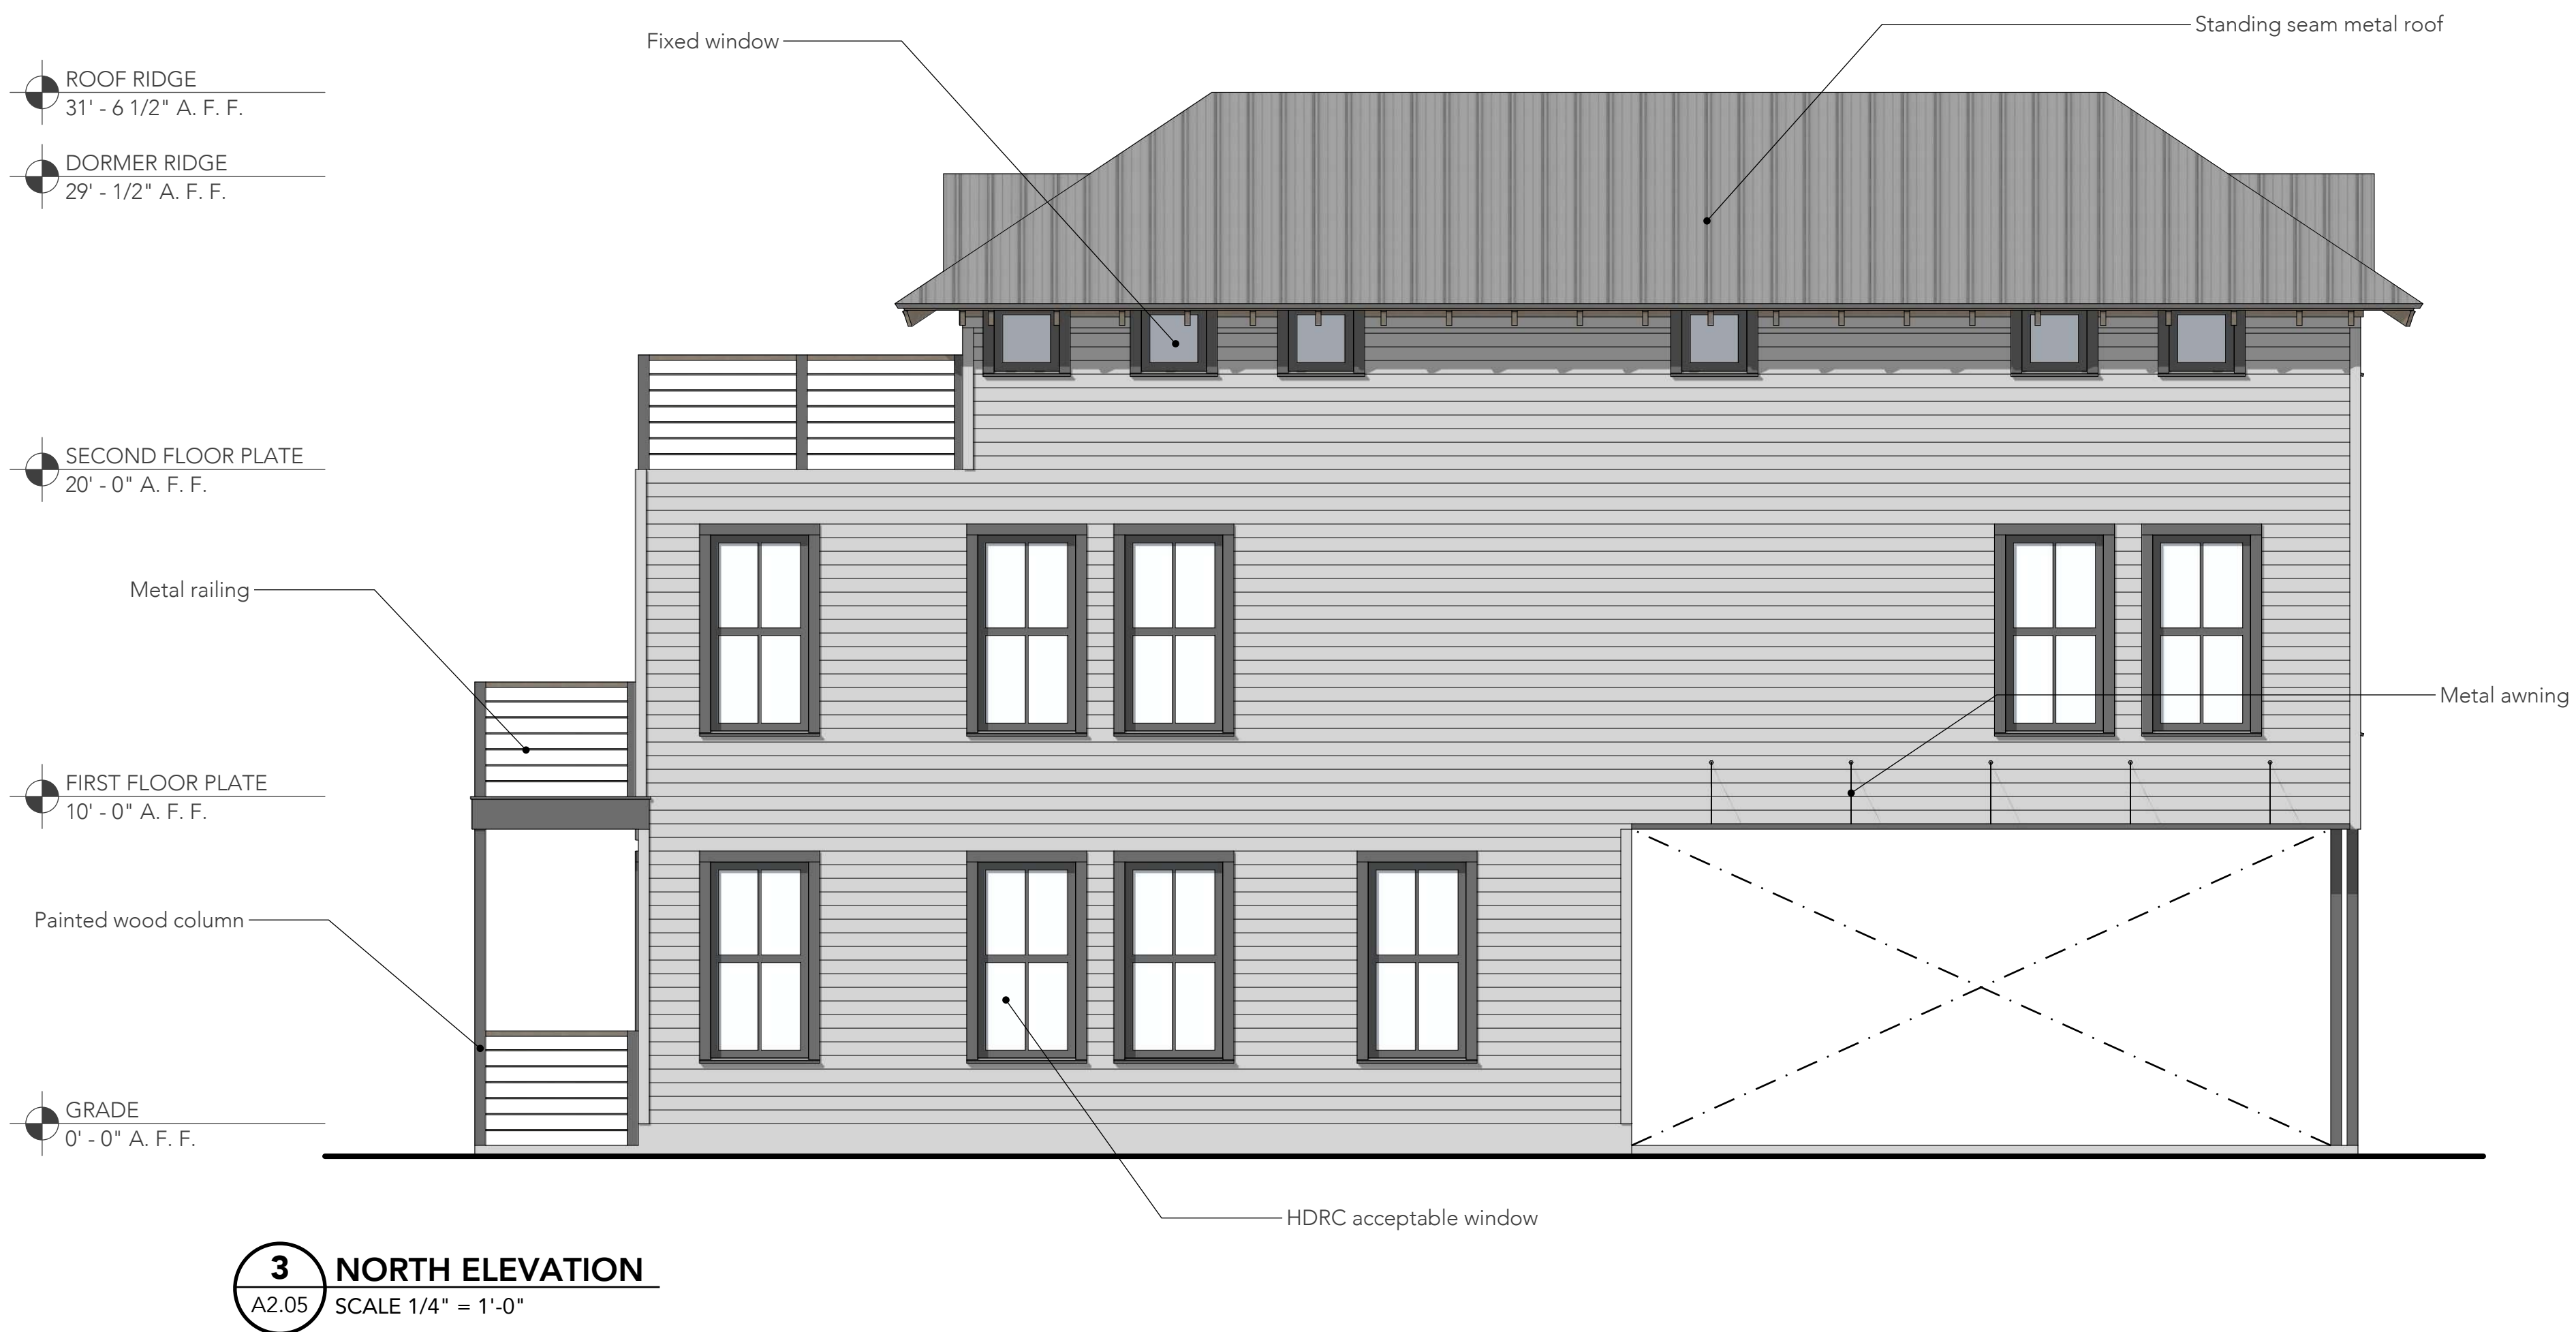 Standing seam metal roof
Fixed window
ROOF RIDGE
31' - 6 1/2" A. F. F.
DORMER RIDGE
29' - 1/2" A. F. F.
SECOND FLOOR PLATE
20' - 0" A. F. F.
Metal railing
Metal awning
FIRST FLOOR PLATE
10' - 0" A. F. F.
Painted wood column
GRADE
0' - 0" A. F. F.
HDRC acceptable window
3
NORTH ELEVATION
A2.05
SCALE 1/4" = 1'-0"